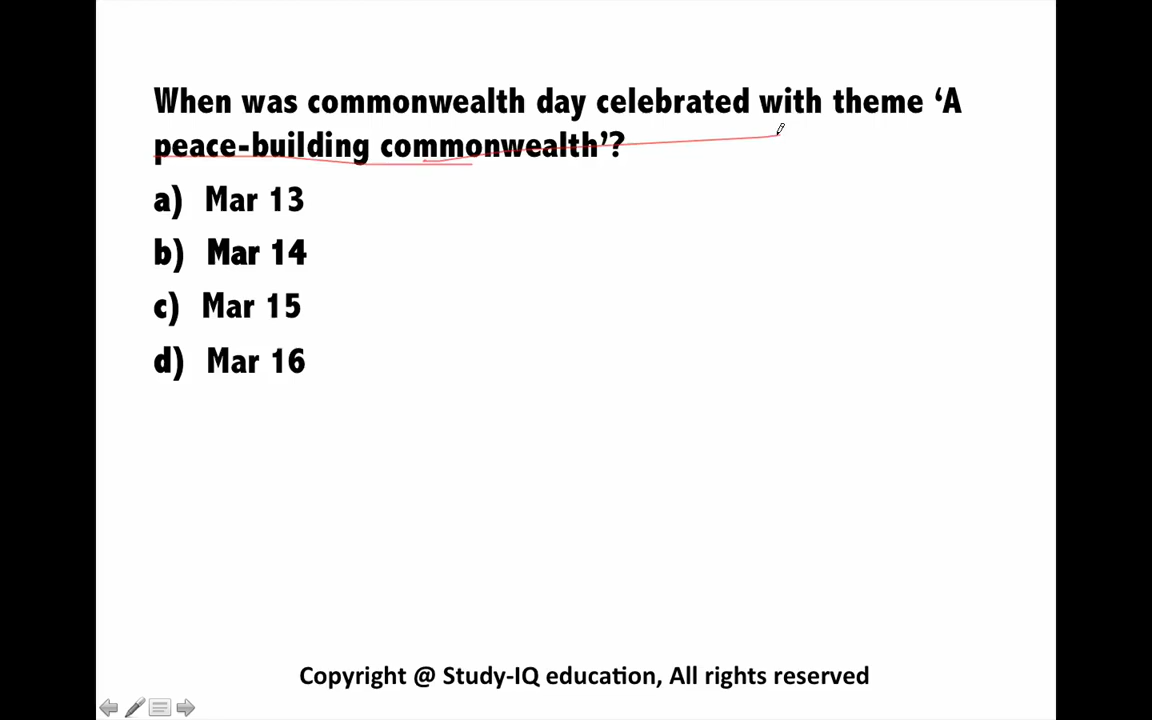 When was commonwealth day celebrated with theme ‘A
peace-building commonwealth’?
a) Mar 13
b) Mar 14
c) Mar 15
d) Mar 16
Copyright @ Study-IQ education, All rights reserved